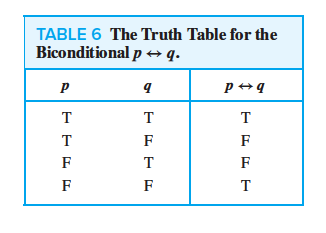 TABLE 6 The Truth Table for the
Biconditional p ↔ q.
p q p ↔ q
T T T
T F F
F T F
F F T